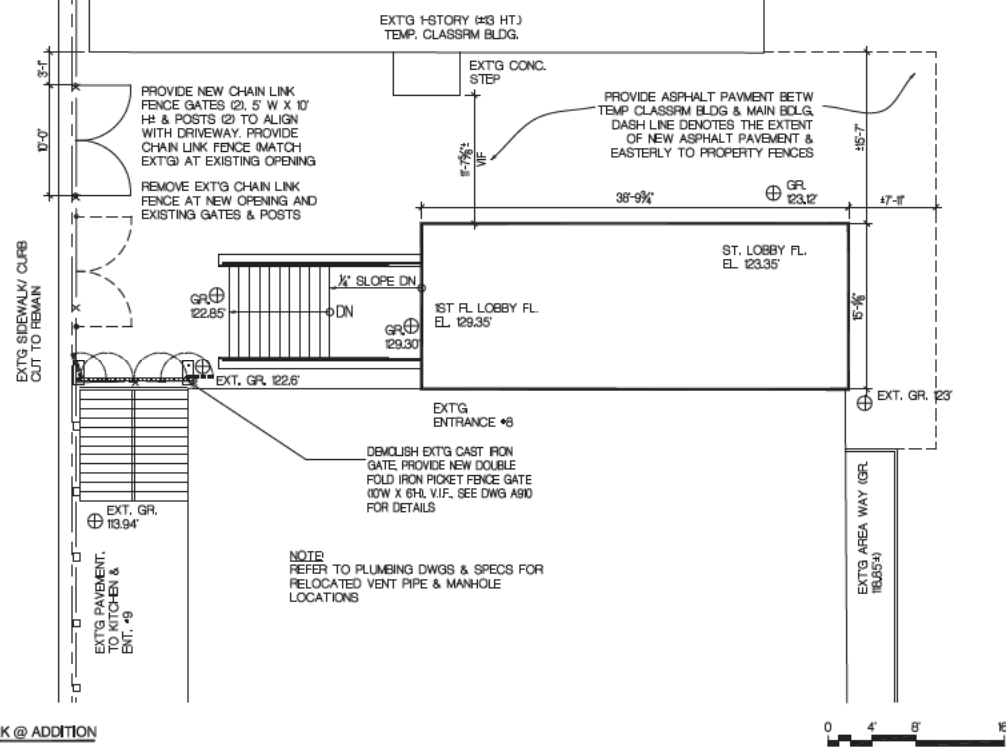 EXT'G 1-STORY (±13 HT.)
TEMP. CLASSRM BLDG.
EXT'G CONC.
STEP
3'-1"
10'-0"
PROVIDE NEW CHAIN LINK
FENCE GATES (2), 5' W X 10'
H± & POSTS (2) TO ALIGN
WITH DRIVEWAY. PROVIDE
CHAIN LINK FENCE (MATCH
EXT'G) AT EXISTING OPENING
REMOVE EXT'G CHAIN LINK
FENCE AT NEW OPENING AND
EXISTING GATES & POSTS
PROVIDE ASPHALT PAVMENT BETW
TEMP CLASSRM BLDG & MAIN BDLG.
DASH LINE DENOTES THE EXTENT
OF NEW ASPHALT PAVEMENT &
EASTERLY TO PROPERTY FENCES
VIF
±15'-7"
GR.
123.12'
38'-9¾"
±7'-11"
EXT'G SIDEWALK/ CURB
CUT TO REMAIN
GR.
122.85'
¼" SLOPE DN
DN
GR.
129.30'
1ST FL LOBBY FL.
EL. 129.35'
ST. LOBBY FL.
EL. 123.35'
EXT. GR. 122.6'
EXT. GR. 123'
EXT'G
ENTRANCE #8
DEMOLISH EXT'G CAST IRON
GATE, PROVIDE NEW DOUBLE
FOLD IRON PICKET FENCE GATE
(10'W X 6'H), V.I.F., SEE DWG A910
FOR DETAILS
EXT. GR.
113.94'
EXT'G PAVEMENT.
TO KITCHEN &
ENT. #9
NOTE:
REFER TO PLUMBING DWGS & SPECS FOR
RELOCATED VENT PIPE & MANHOLE
LOCATIONS
EXT'G AREA WAY (GR.
118.85'±)
K @ ADDITION
0 4' 8' 16